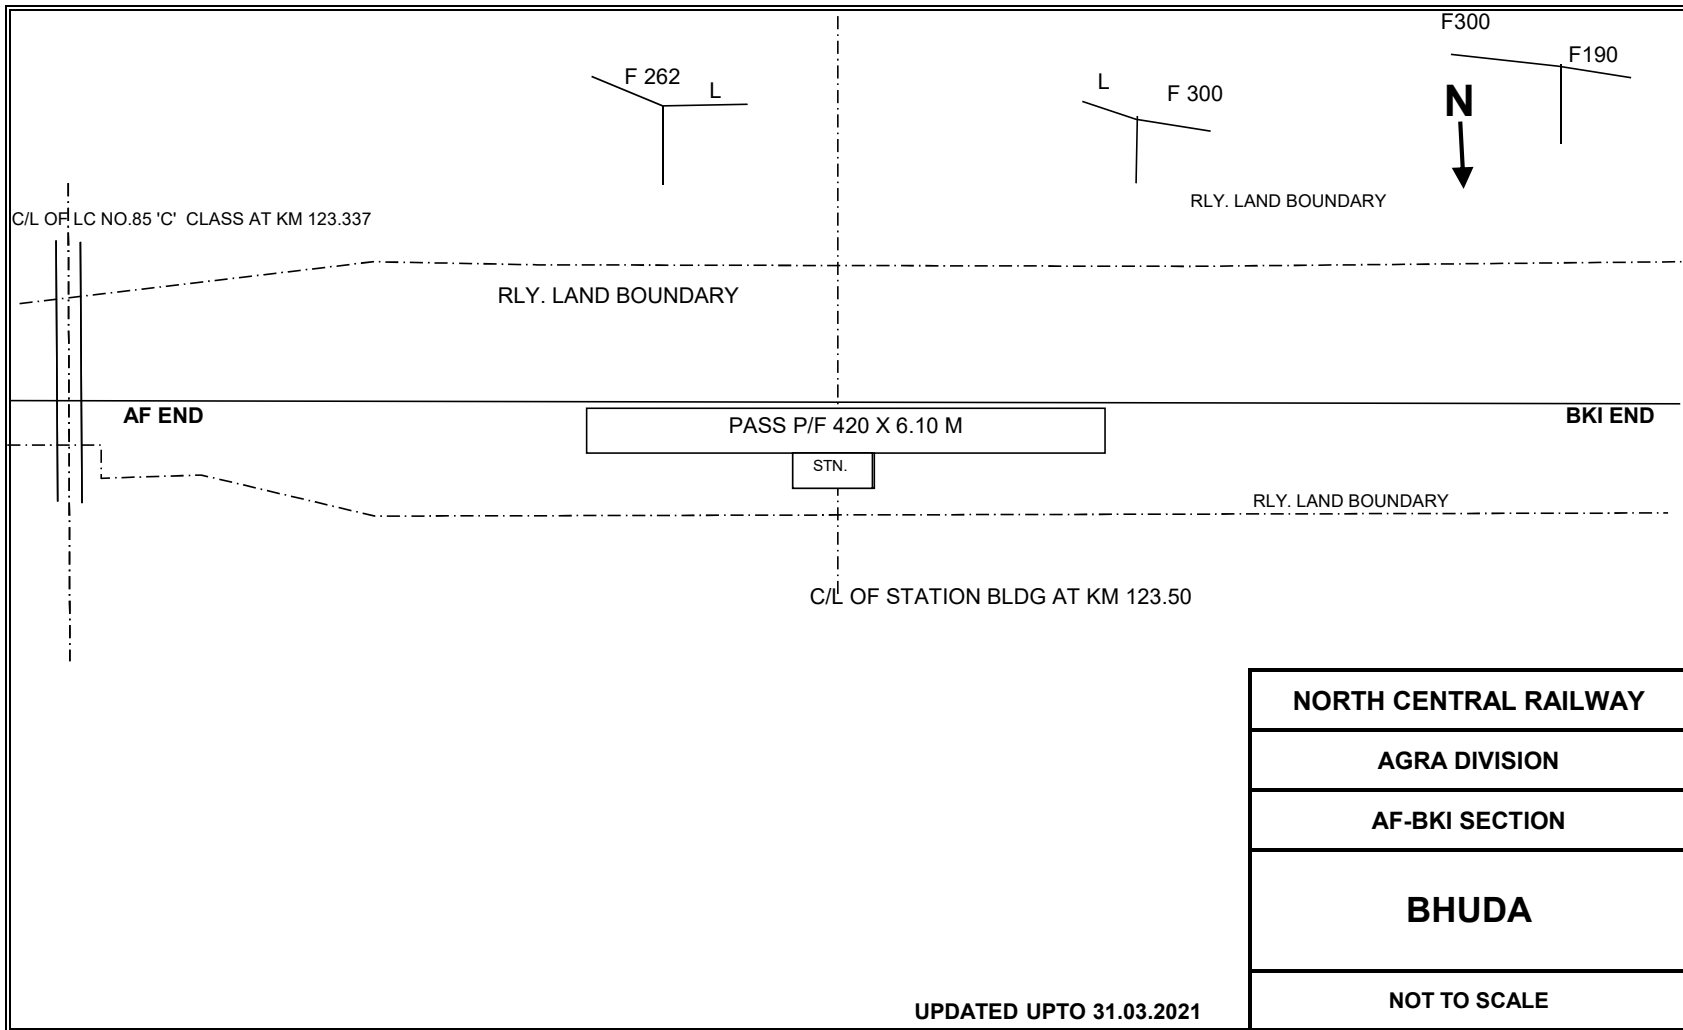 F300
F190
F 262
L
L
F 300
N
RLY. LAND BOUNDARY
C/L OF LC NO.85 'C' CLASS AT KM 123.337
RLY. LAND BOUNDARY
AF END
BKI END
PASS P/F 420 X 6.10 M
STN.
RLY. LAND BOUNDARY
C/L OF STATION BLDG AT KM 123.50
NORTH CENTRAL RAILWAY
AGRA DIVISION
AF-BKI SECTION
BHUDA
NOT TO SCALE
UPDATED UPTO 31.03.2021